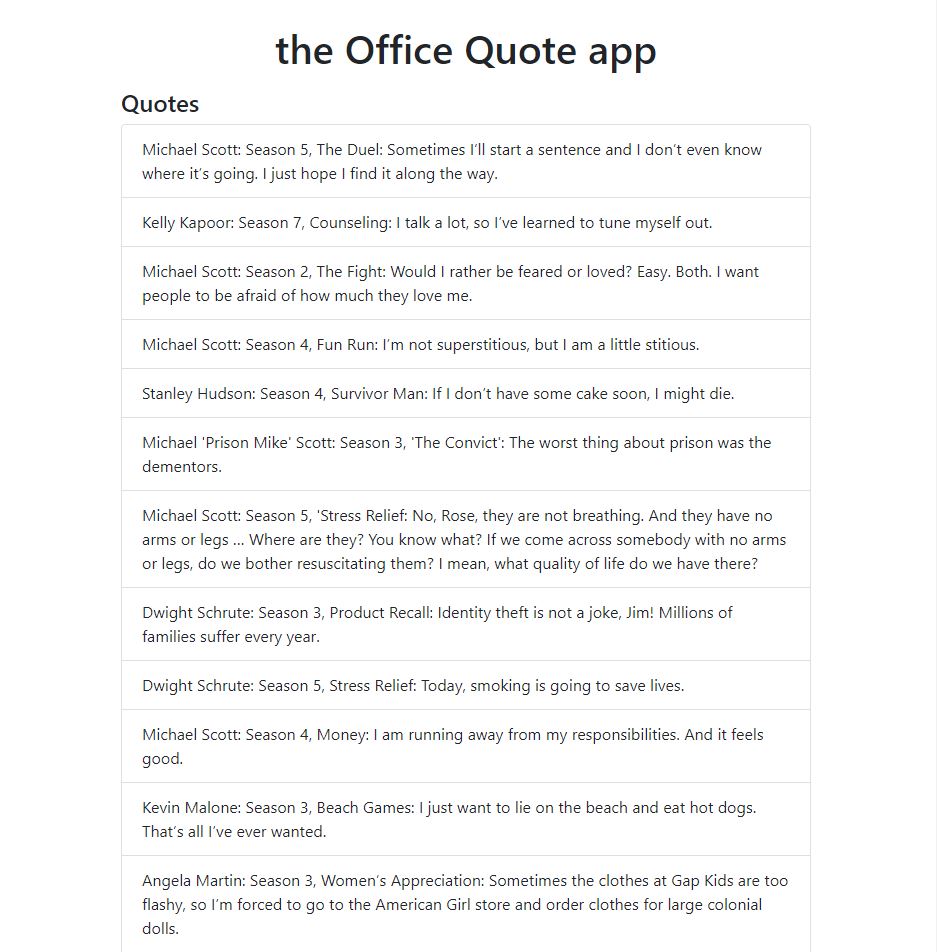 the Office Quote app
Quotes
Michael Scott: Season 5, The Duel: Sometimes I’ll start a sentence and I don’t even know
where it’s going. I just hope I find it along the way.
Kelly Kapoor: Season 7, Counseling: I talk a lot, so I’ve learned to tune myself out.
Michael Scott: Season 2, The Fight: Would I rather be feared or loved? Easy. Both. I want
people to be afraid of how much they love me.
Michael Scott: Season 4, Fun Run: I’m not superstitious, but I am a little stitious.
Stanley Hudson: Season 4, Survivor Man: If I don’t have some cake soon, I might die.
Michael 'Prison Mike' Scott: Season 3, 'The Convict': The worst thing about prison was the
dementors.
Michael Scott: Season 5, 'Stress Relief: No, Rose, they are not breathing. And they have no
arms or legs … Where are they? You know what? If we come across somebody with no arms
or legs, do we bother resuscitating them? I mean, what quality of life do we have there?
Dwight Schrute: Season 3, Product Recall: Identity theft is not a joke, Jim! Millions of
families suffer every year.
Dwight Schrute: Season 5, Stress Relief: Today, smoking is going to save lives.
Michael Scott: Season 4, Money: I am running away from my responsibilities. And it feels
good.
Kevin Malone: Season 3, Beach Games: I just want to lie on the beach and eat hot dogs.
That’s all I’ve ever wanted.
Angela Martin: Season 3, Women’s Appreciation: Sometimes the clothes at Gap Kids are too
flashy, so I’m forced to go to the American Girl store and order clothes for large colonial
dolls.